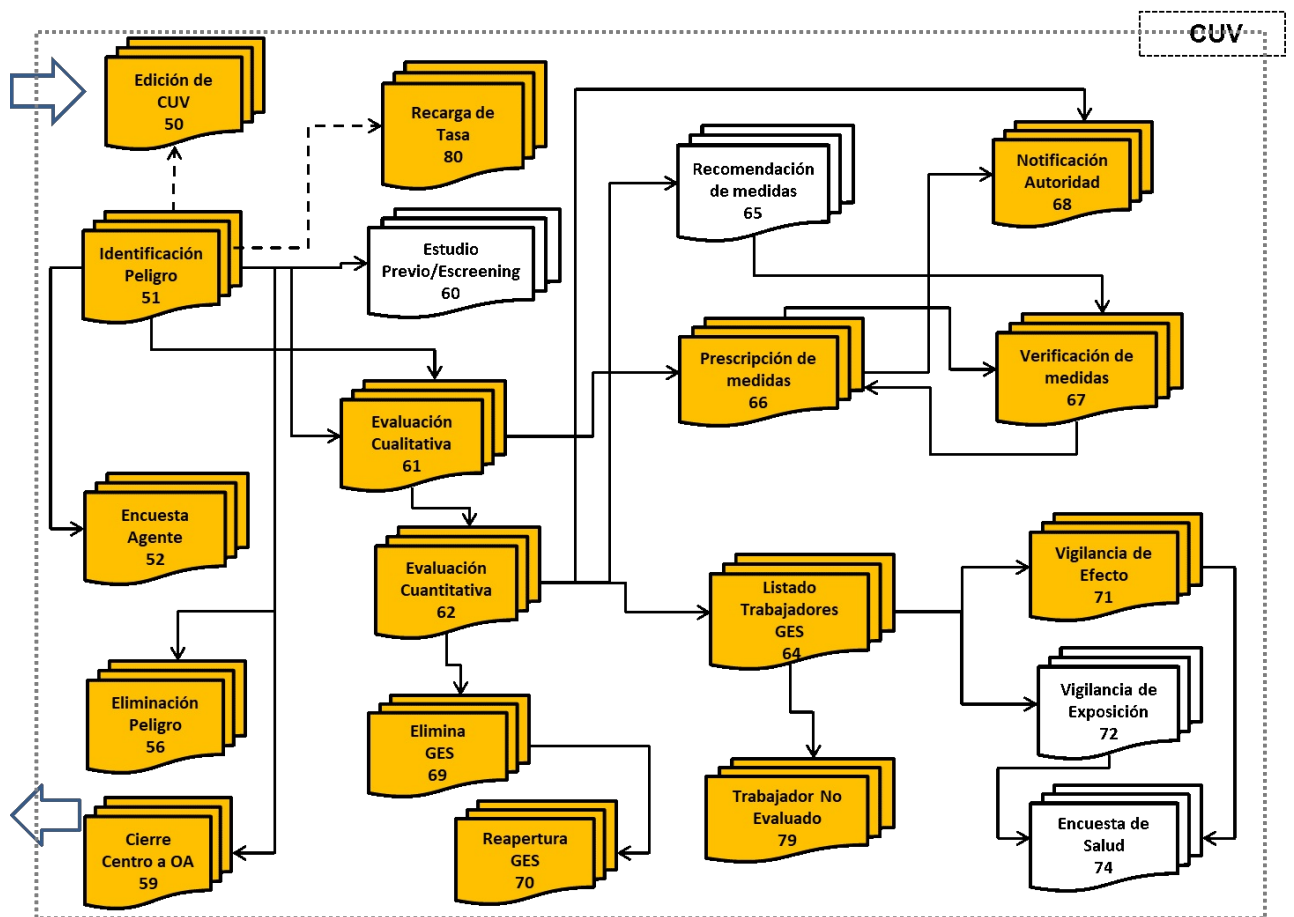 CUV
Edición de
CUV
50
Recarga de
Tasa
80
Recomendación
de medidas
65
Notificación
Autoridad
68
Identificación
Peligro
51
Estudio
Previo/Escreening
60
Prescripción de
medidas
66
Verificación de
medidas
67
Evaluación
Cualitativa
61
Encuesta
Agente
52
Evaluación
Cuantitativa
62
Listado
Trabajadores
GES
64
Vigilancia de
Efecto
71
Eliminación
Peligro
56
Elimina
GES
69
Vigilancia de
Exposición
72
Cierre
Centro a OA
59
Reapertura
GES
70
Trabajador No
Evaluado
79
Encuesta de
Salud
74